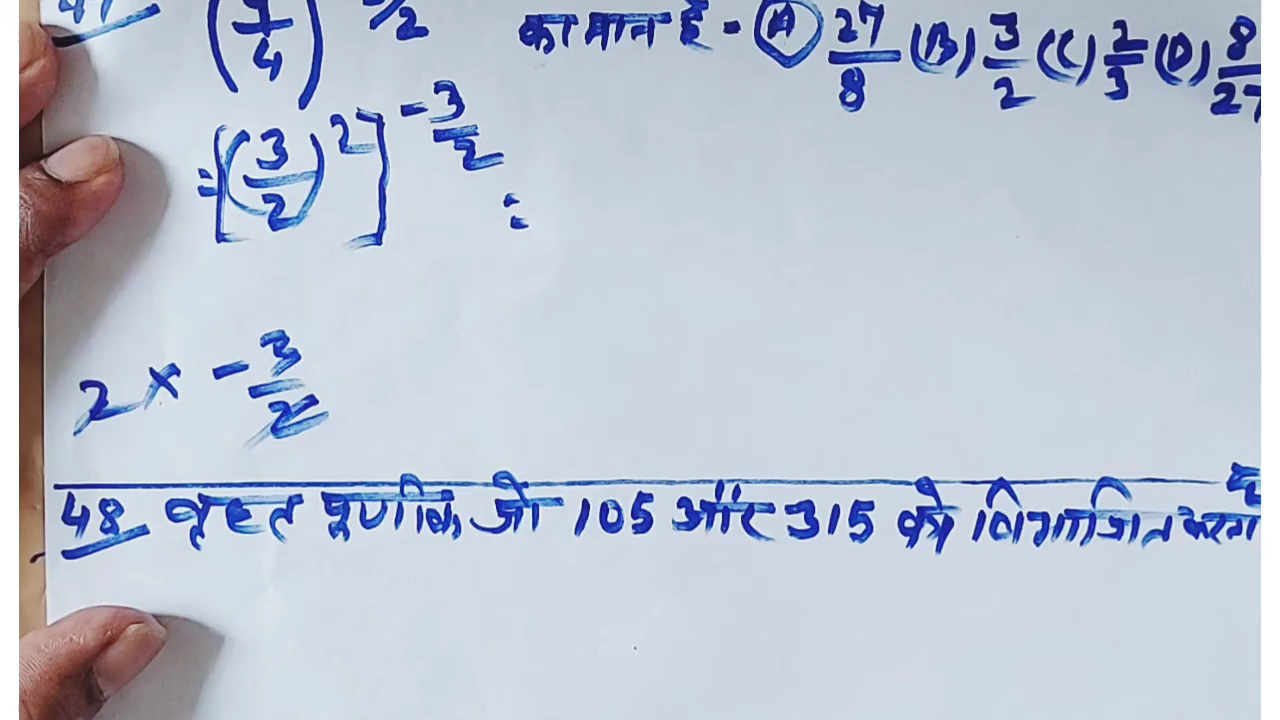 47 (9/4) 3/2 का मान है - (A) 27/8 (B) 3/2 (C) 2/3 (D) 8/27
= [(3/2)^2]^-3/2 =
2 × -3/2
48 वृहत पूर्णांक जो 105 और 315 को विभाजित करता है